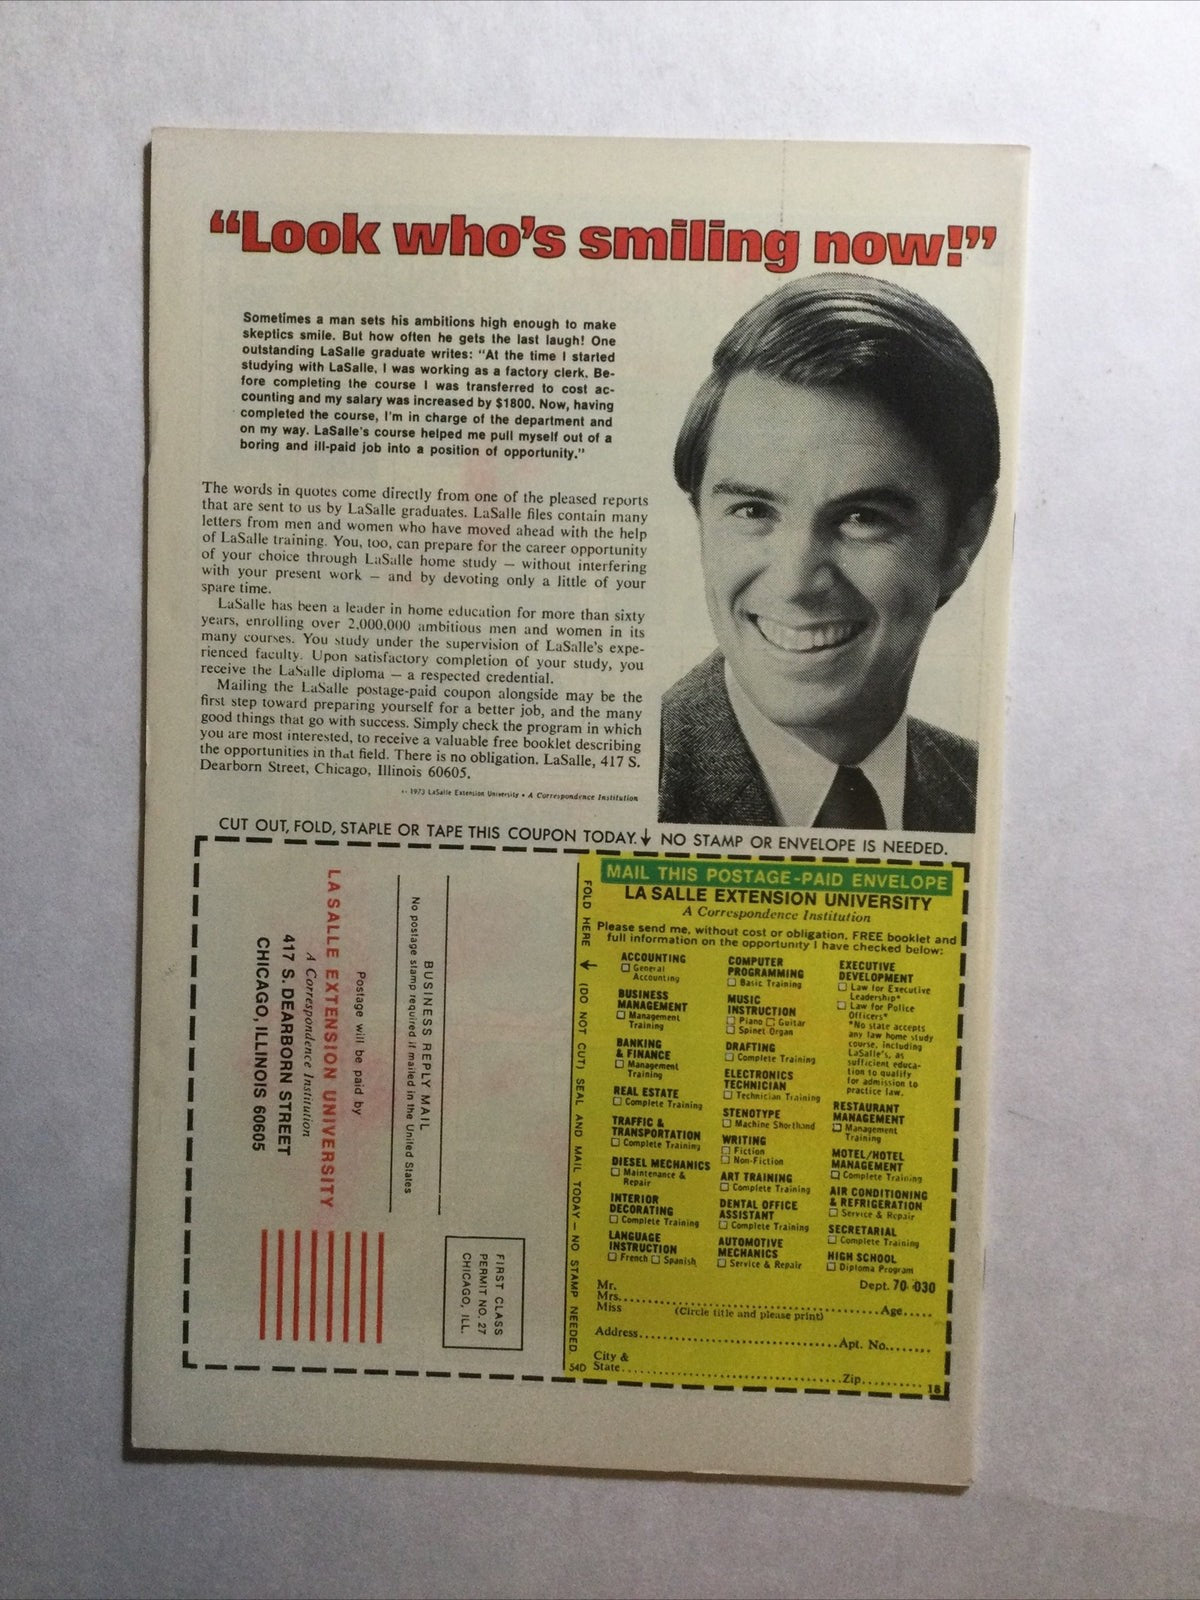 “Look who’s smiling now!”
Sometimes a man sets his ambitions high enough to make
skeptics smile. But how often he gets the last laugh! One
outstanding LaSalle graduate writes: “At the time I started
studying with LaSalle, I was working as a factory clerk. Be-
fore completing the course I was transferred to cost ac-
counting and my salary was increased by $1800. Now, having
completed the course, I’m in charge of the department and
on my way. LaSalle’s course helped me pull myself out of a
boring and ill-paid job into a position of opportunity.”
The words in quotes come directly from one of the pleased reports
that are sent to us by LaSalle graduates. LaSalle files contain many
letters from men and women who have moved ahead with the help
of LaSalle training. You, too, can prepare for the career opportunity
of your choice through LaSalle home study — without interfering
with your present work — and by devoting only a little of your
spare time.
LaSalle has been a leader in home education for more than sixty
years, enrolling over 2,000,000 ambitious men and women in its
many courses. You study under the supervision of LaSalle’s expe-
rienced faculty. Upon satisfactory completion of your study, you
receive the LaSalle diploma — a respected credential.
Mailing the LaSalle postage-paid coupon alongside may be the
first step toward preparing yourself for a better job, and the many
good things that go with success. Simply check the program in which
you are most interested, to receive a valuable free booklet describing
the opportunities in that field. There is no obligation. LaSalle, 417 S.
Dearborn Street, Chicago, Illinois 60605.
1973 LaSalle Extension University • A Correspondence Institution
CUT OUT, FOLD, STAPLE OR TAPE THIS COUPON TODAY. ↓ NO STAMP OR ENVELOPE IS NEEDED.
BUSINESS REPLY MAIL
No postage stamp required if mailed in the United States
Postage will be paid by
LA SALLE EXTENSION UNIVERSITY
A Correspondence Institution
417 S. DEARBORN STREET
CHICAGO, ILLINOIS 60605
FIRST CLASS
PERMIT NO. 27
CHICAGO, ILL.
FOLD HERE ↓ (DO NOT CUT) SEAL AND MAIL TODAY — NO STAMP NEEDED.
54D
MAIL THIS POSTAGE-PAID ENVELOPE
LA SALLE EXTENSION UNIVERSITY
A Correspondence Institution
Please send me, without cost or obligation, FREE booklet and
full information on the opportunity I have checked below:
ACCOUNTING
☐ General
Accounting
BUSINESS
MANAGEMENT
☐ Management
Training
BANKING
& FINANCE
☐ Management
Training
REAL ESTATE
☐ Complete Training
TRAFFIC &
TRANSPORTATION
☐ Complete Training
DIESEL MECHANICS
☐ Maintenance &
Repair
INTERIOR
DECORATING
☐ Complete Training
LANGUAGE
INSTRUCTION
☐ French ☐ Spanish
COMPUTER
PROGRAMMING
☐ Basic Training
MUSIC
INSTRUCTION
☐ Piano ☐ Guitar
☐ Spinet Organ
DRAFTING
☐ Complete Training
ELECTRONICS
TECHNICIAN
☐ Technician Training
STENOTYPE
☐ Machine Shorthand
WRITING
☐ Fiction
☐ Non-Fiction
ART TRAINING
☐ Complete Training
DENTAL OFFICE
ASSISTANT
☐ Complete Training
AUTOMOTIVE
MECHANICS
☐ Service & Repair
EXECUTIVE
DEVELOPMENT
☐ Law for Executive
Leadership*
☐ Law for Police
Officers*
*No state accepts
any law home study
course, including
LaSalle’s, as
sufficient educa-
tion to qualify
for admission to
practice law.
RESTAURANT
MANAGEMENT
☐ Management
Training
MOTEL/HOTEL
MANAGEMENT
☐ Complete Training
AIR CONDITIONING
& REFRIGERATION
☐ Service & Repair
SECRETARIAL
☐ Complete Training
HIGH SCHOOL
☐ Diploma Program
Dept. 70-030
Mr.
Mrs. Age
Miss (Circle title and please print)
Address Apt. No.
City &
State Zip
18